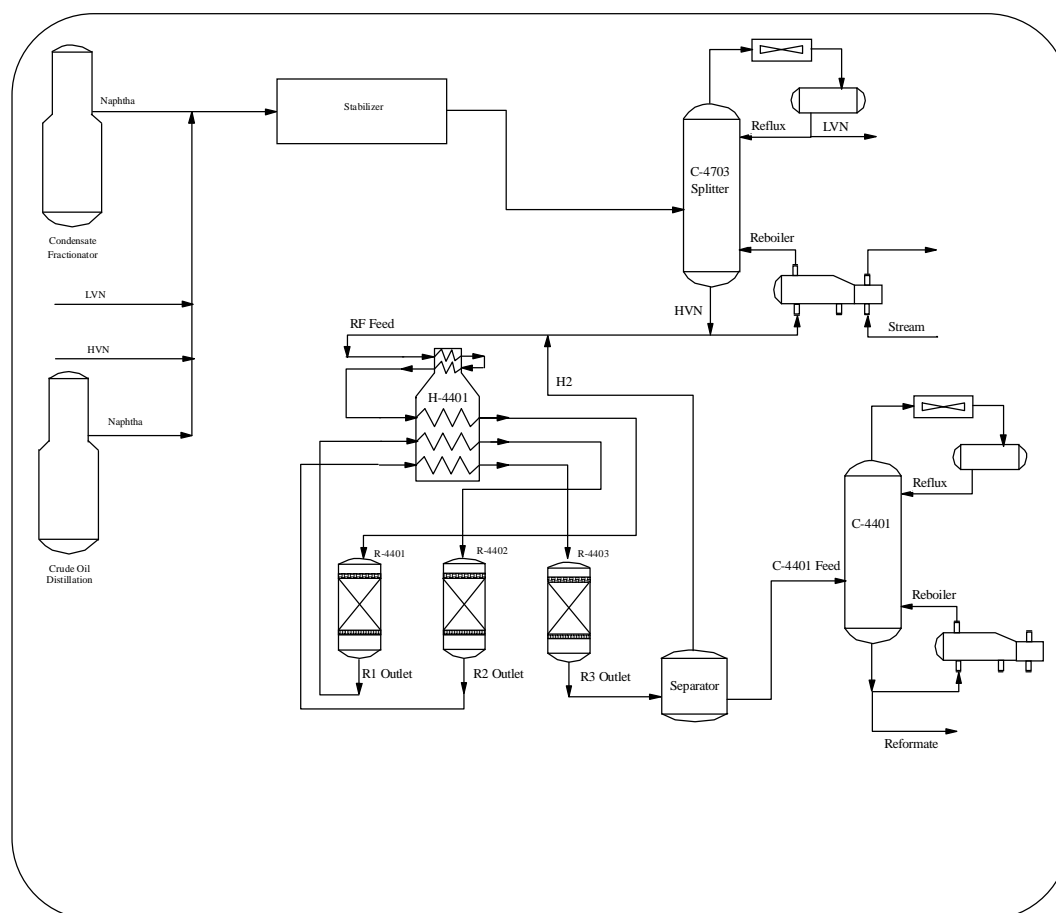 Naphtha
Stabilizer
Condensate
Fractionator
LVN
HVN
Naphtha
Crude Oil
Distillation
C-4703
Splitter
Reflux
LVN
Reboiler
HVN
Stream
RF Feed
H2
H-4401
R-4401
R-4402
R-4403
R1 Outlet
R2 Outlet
R3 Outlet
Separator
C-4401 Feed
C-4401
Reflux
Reboiler
Reformate